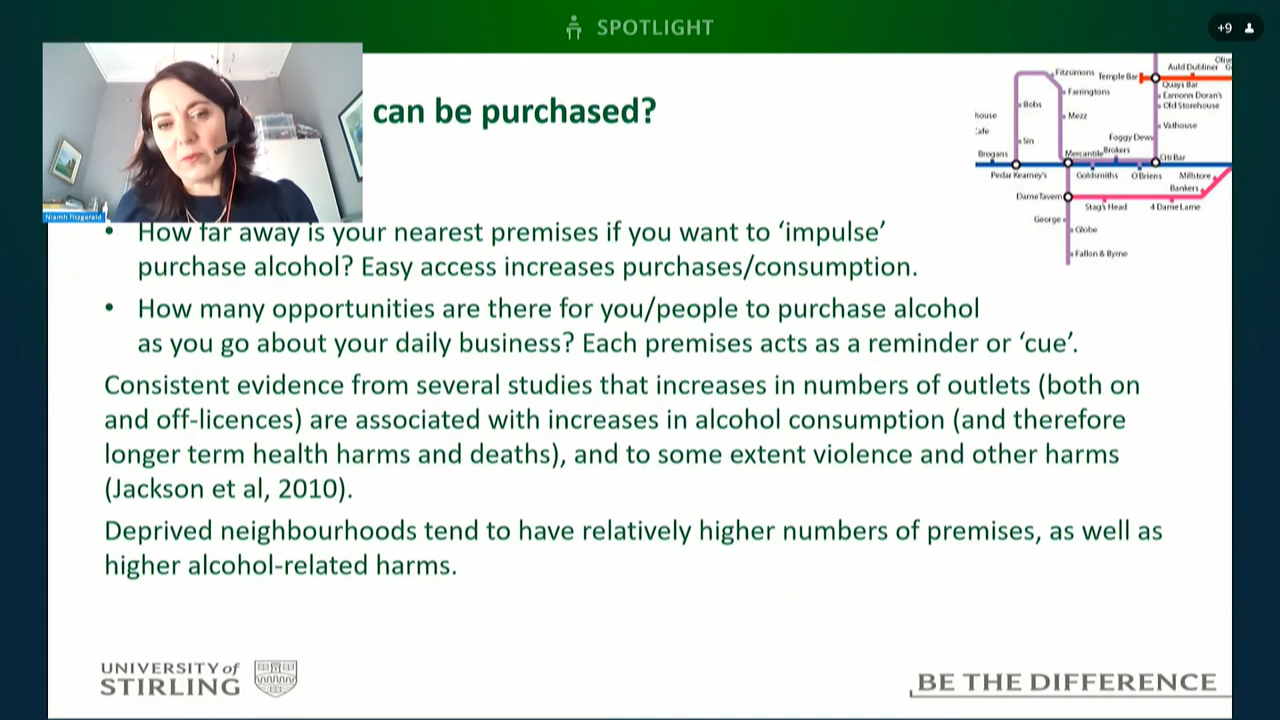 SPOTLIGHT
+9
Niamh Fitzgerald
can be purchased?
Fitzsimons
Temple Bar
Auld Dubliner
Bobs
Farringtons
Quays Bar
Eamonn Doran's
Old Storehouse
house
Mezz
Vathouse
Sin
Foggy Dew
Brogans
Mercantile
Brokers
Citi Bar
Pedar Kearney's
Goldsmiths
O'Briens
Millstore
Bankers
Dame Tavern
Stag's Head
4 Dame Lame
George
Globe
Fallon & Byrne
• How far away is your nearest premises if you want to ‘impulse’
purchase alcohol? Easy access increases purchases/consumption.
• How many opportunities are there for you/people to purchase alcohol
as you go about your daily business? Each premises acts as a reminder or ‘cue’.
Consistent evidence from several studies that increases in numbers of outlets (both on
and off-licences) are associated with increases in alcohol consumption (and therefore
longer term health harms and deaths), and to some extent violence and other harms
(Jackson et al, 2010).
Deprived neighbourhoods tend to have relatively higher numbers of premises, as well as
higher alcohol-related harms.
UNIVERSITY of
STIRLING
BE THE DIFFERENCE